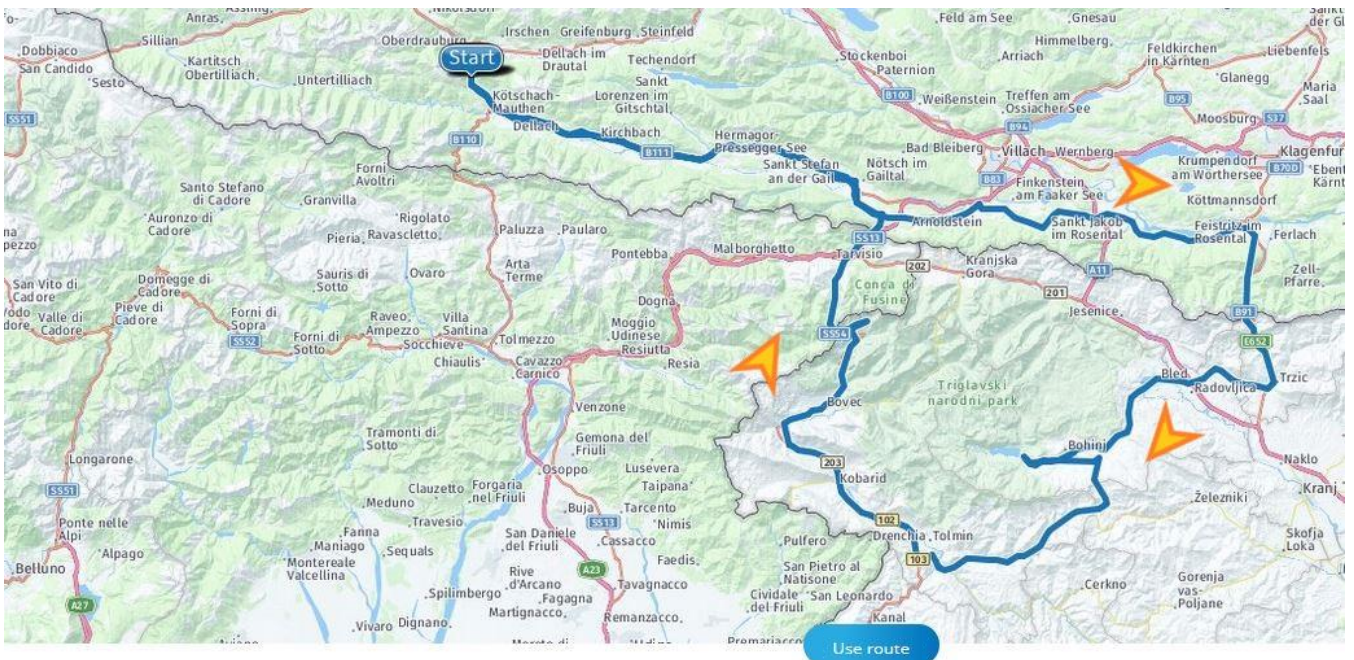 Anras
Sillian
Dobbiaco
San Candido
Kartitsch
Obertilliach
Sesto
Untertilliach
Oberdrauburg
Irschen
Greifenburg
Steinfeld
Start
Dellach im
Drautal
Techendorf
Kötschach-
Mauthen
Sankt
Lorenzen im
Gitschtal
Dellach
Kirchbach
B111
B110
Hermagor-
Pressegger See
Sankt Stefan
an der Gail
Feld am See
Gnesau
Himmelberg
Arriach
Stockenboi
Paternion
B100
Weißenstein
Treffen am
Ossiacher See
Feldkirchen
in Kärnten
Liebenfels
Glanegg
Maria
Saal
B95
Moosburg
S37
B94
Bad Bleiberg
Villach
Wernberg
Krumpendorf
am Wörthersee
Klagenfur
B70D
Nötsch im
Gailtal
B83
Finkenstein
am Faaker See
Köttmannsdorf
Arnoldstein
Sankt Jakob
im Rosental
Feistritz im
Rosental
Ferlach
Zell-
Pfarre
SS51
Forni
Avoltri
Santo Stefano
di Cadore
Granvilla
Auronzo di
Cadore
Rigolato
Pieria
Ravascletto
Paluzza
Paularo
Pontebba
Malborghetto
SS13
Tarvisio
202
Kranjska
Gora
201
A11
Jesenice
Conca di
Fusine
San Vito di
Cadore
Domegge di
Cadore
Pieve di
Cadore
Valle di
Cadore
Sauris di
Sotto
Ovaro
Arta
Terme
Dogna
Moggio
Udinese
Resiutta
Resia
Forni di
Sopra
SS52
Forni di
Sotto
Raveo
Ampezzo
Socchieve
Villa
Santina
Chiaulis
Tolmezzo
Cavazzo
Carnico
Venzone
SS54
B91
E652
Triglavski
narodni park
Bled
Radovljica
Trzic
Bovec
Bohinj
Naklo
Kranj
Železniki
Škofja
Loka
203
Kobarid
102
Drenchia
Tolmin
103
Cerkno
Gorenja
vas-
Poljane
Longarone
SS51
Ponte nelle
Alpi
Alpago
Belluno
A27
Tramonti di
Sotto
Meduno
Clauzetto
Travesio
Forgaria
nel Friuli
Gemona del
Friuli
Osoppo
Lusevera
Taipana
Buja
Tarcento
Nimis
SS13
Cassacco
Fanna
Maniago
Montereale
Valcellina
Sequals
San Daniele
del Friuli
Faedis
A23
Rive
d'Arcano
Fagagna
Martignacco
Tavagnacco
Remanzacco
Spilimbergo
Vivaro
Dignano
Pulfero
San Pietro al
Natisone
Cividale
del Friuli
San Leonardo
Kanal
Use route